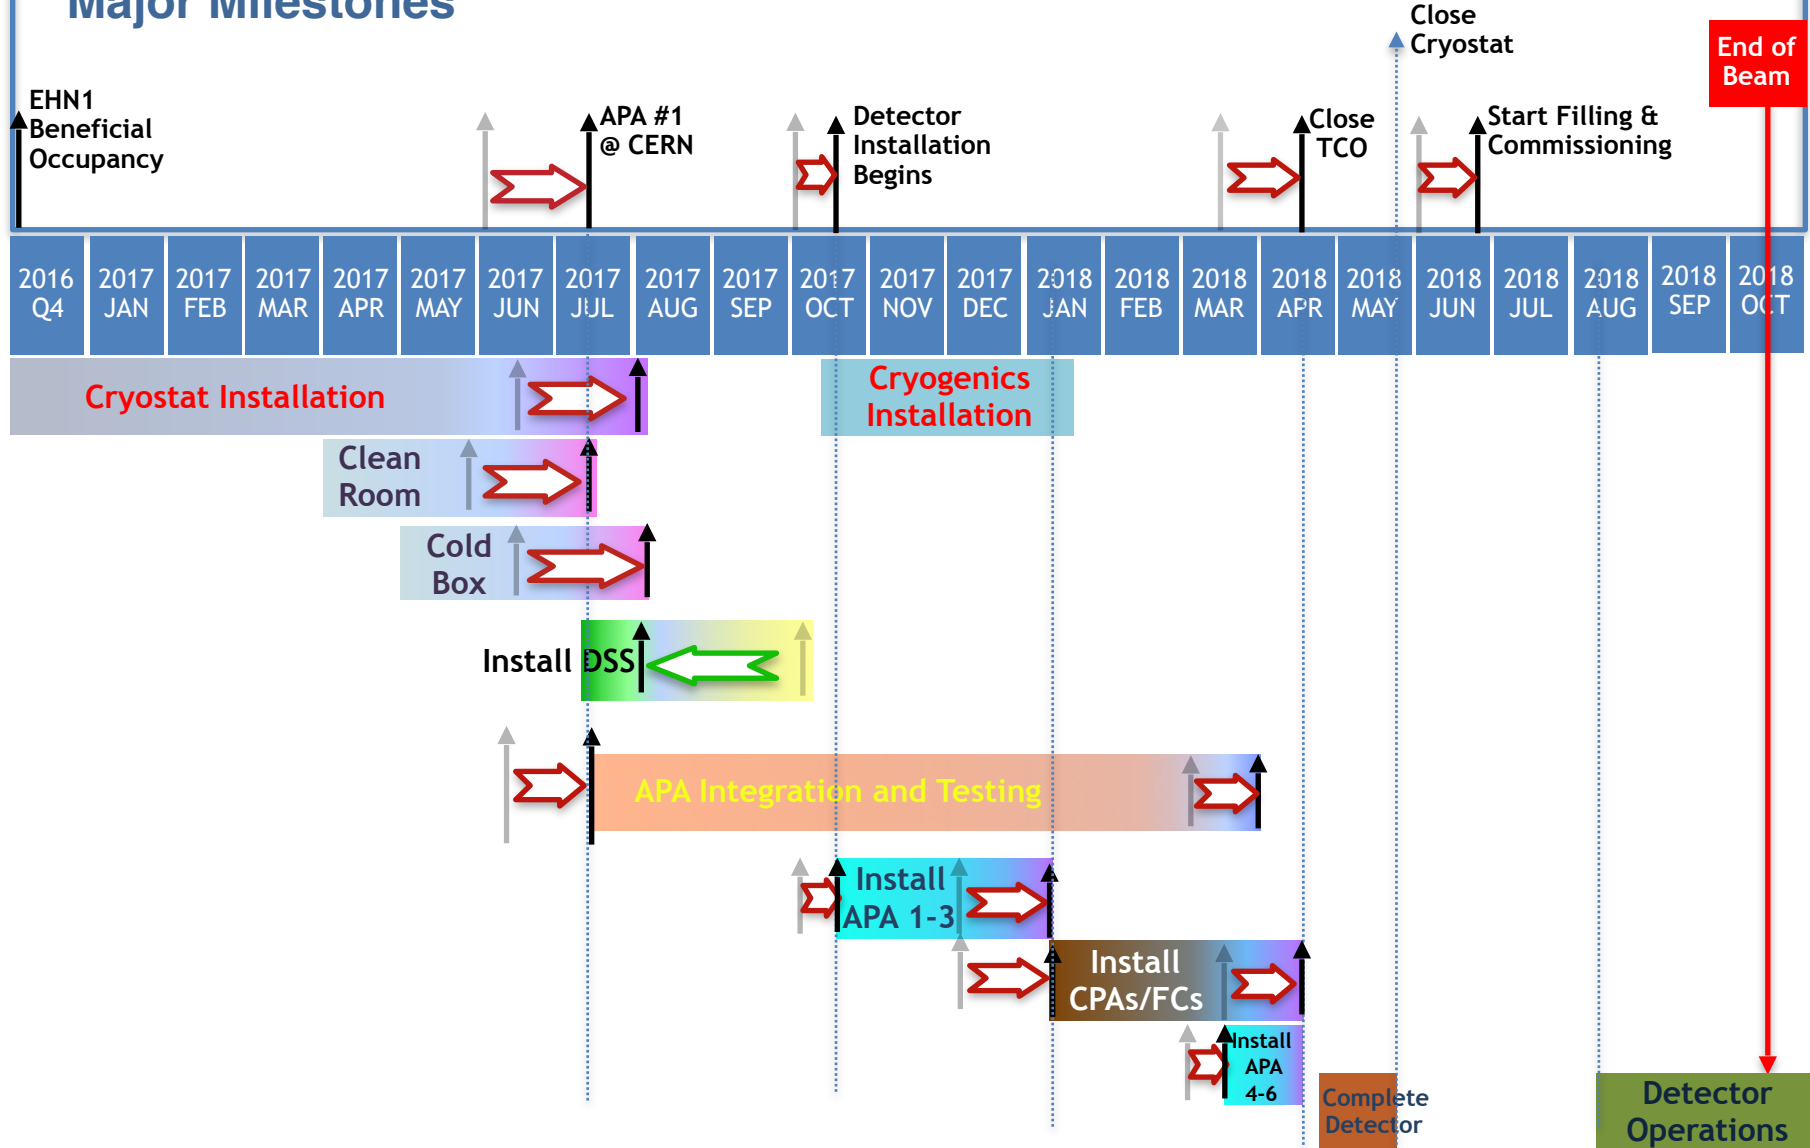 Major Milestones
Close
Cryostat
End of
Beam
EHN1
Beneficial
Occupancy
APA #1
@ CERN
Detector
Installation
Begins
Close
TCO
Start Filling &
Commissioning
2016
Q4
2017
JAN
2017
FEB
2017
MAR
2017
APR
2017
MAY
2017
JUN
2017
JUL
2017
AUG
2017
SEP
2017
OCT
2017
NOV
2017
DEC
2018
JAN
2018
FEB
2018
MAR
2018
APR
2018
MAY
2018
JUN
2018
JUL
2018
AUG
2018
SEP
2018
OCT
Cryostat Installation
Cryogenics
Installation
Clean
Room
Cold
Box
Install DSS
APA Integration and Testing
Install
APA 1-3
Install
CPAs/FCs
Install
APA
4-6
Complete
Detector
Detector
Operations